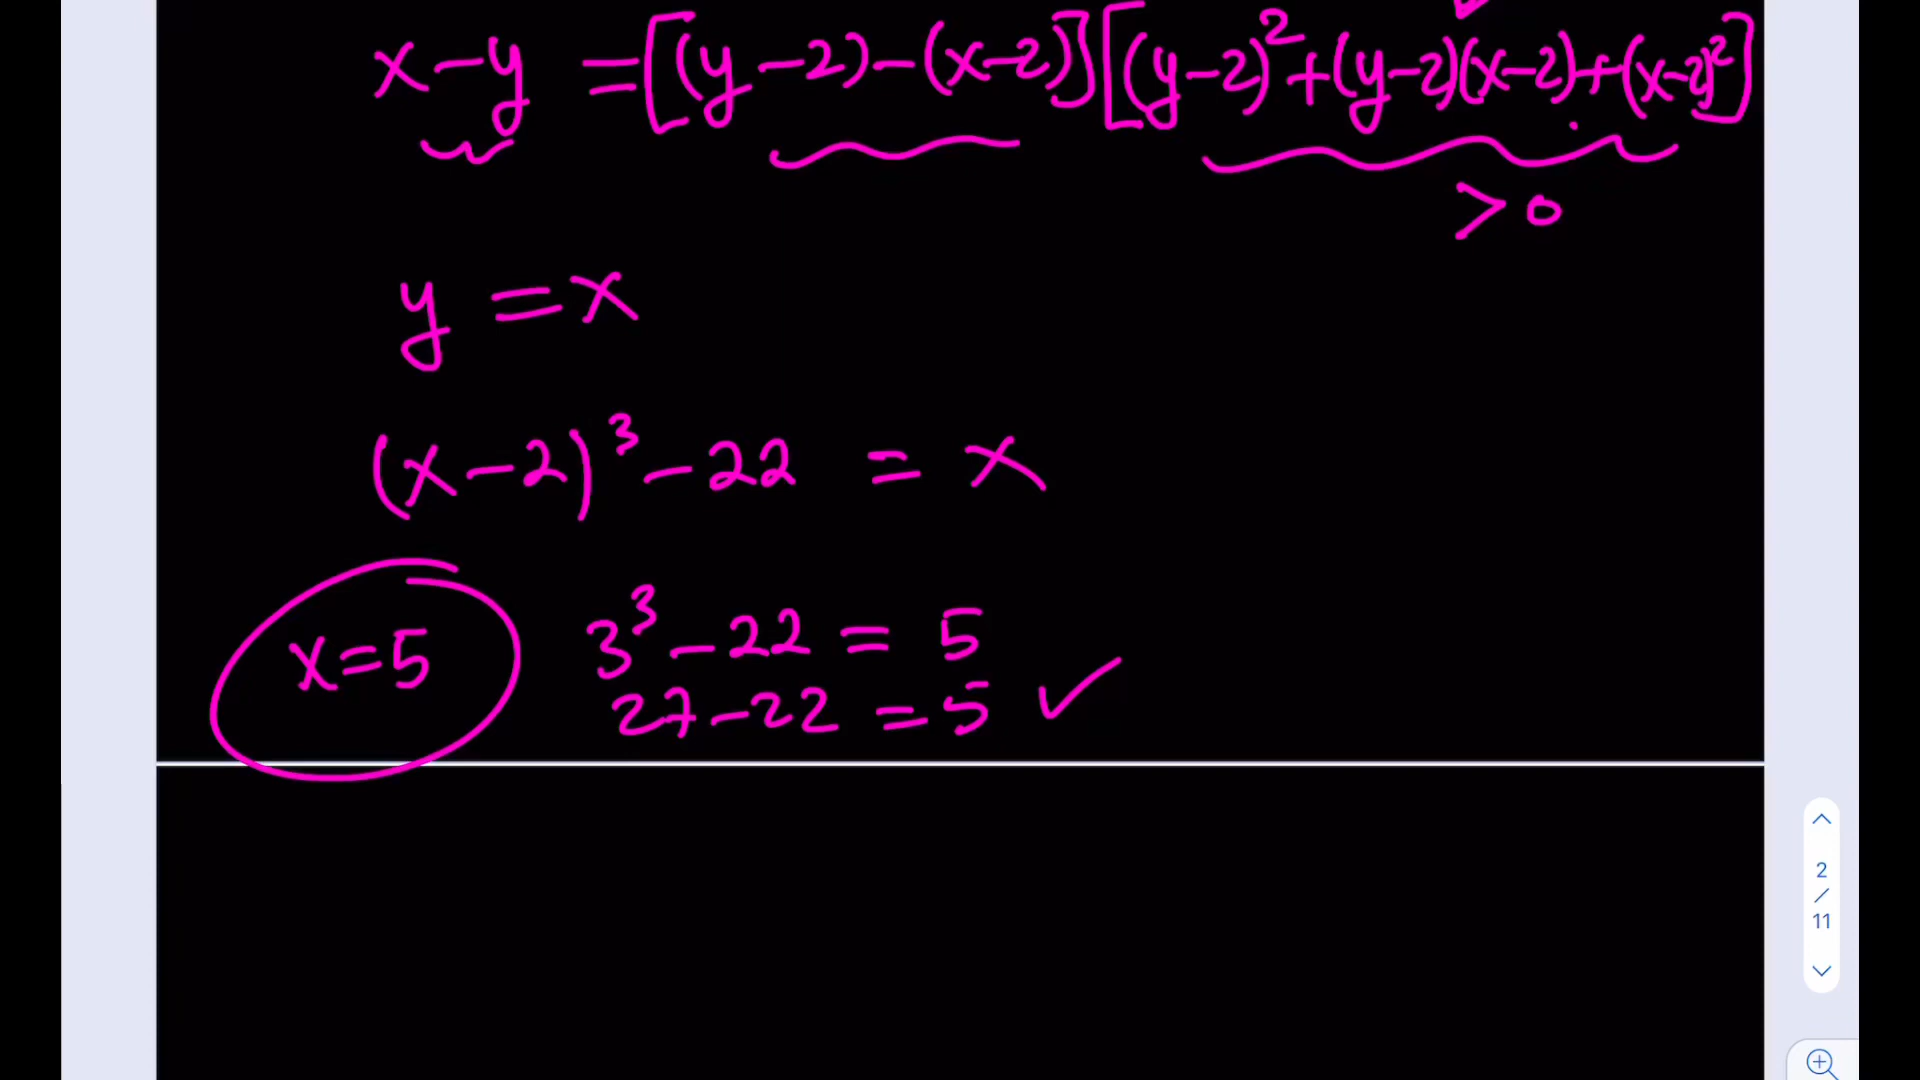 x-y = [(y-2)-(x-2)][(y-2)²+(y-2)(x-2)+(x-2)²]
>0
y = x
(x-2)³-22 = x
x=5
3³-22 = 5
27-22 = 5 ✓
2
/
11